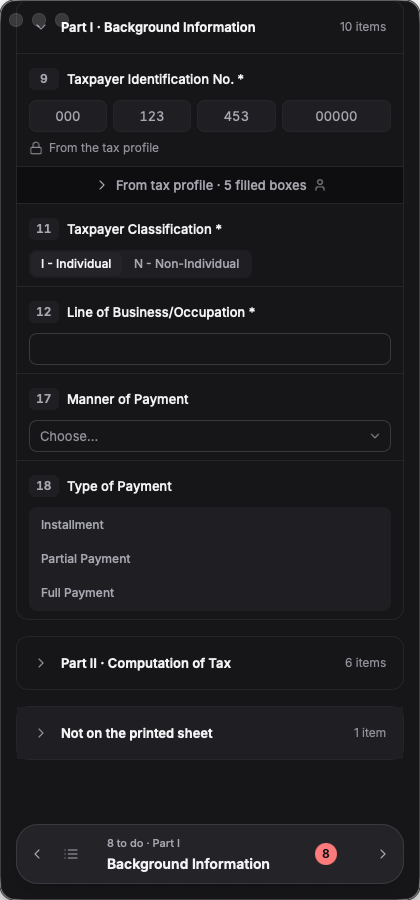 Part I · Background Information 10 items
9 Taxpayer Identification No. *
000 123 453 00000
From the tax profile
From tax profile · 5 filled boxes
11 Taxpayer Classification *
I - Individual N - Non-Individual
12 Line of Business/Occupation *
17 Manner of Payment
Choose...
18 Type of Payment
Installment
Partial Payment
Full Payment
Part II · Computation of Tax 6 items
Not on the printed sheet 1 item
8 to do · Part I
Background Information 8